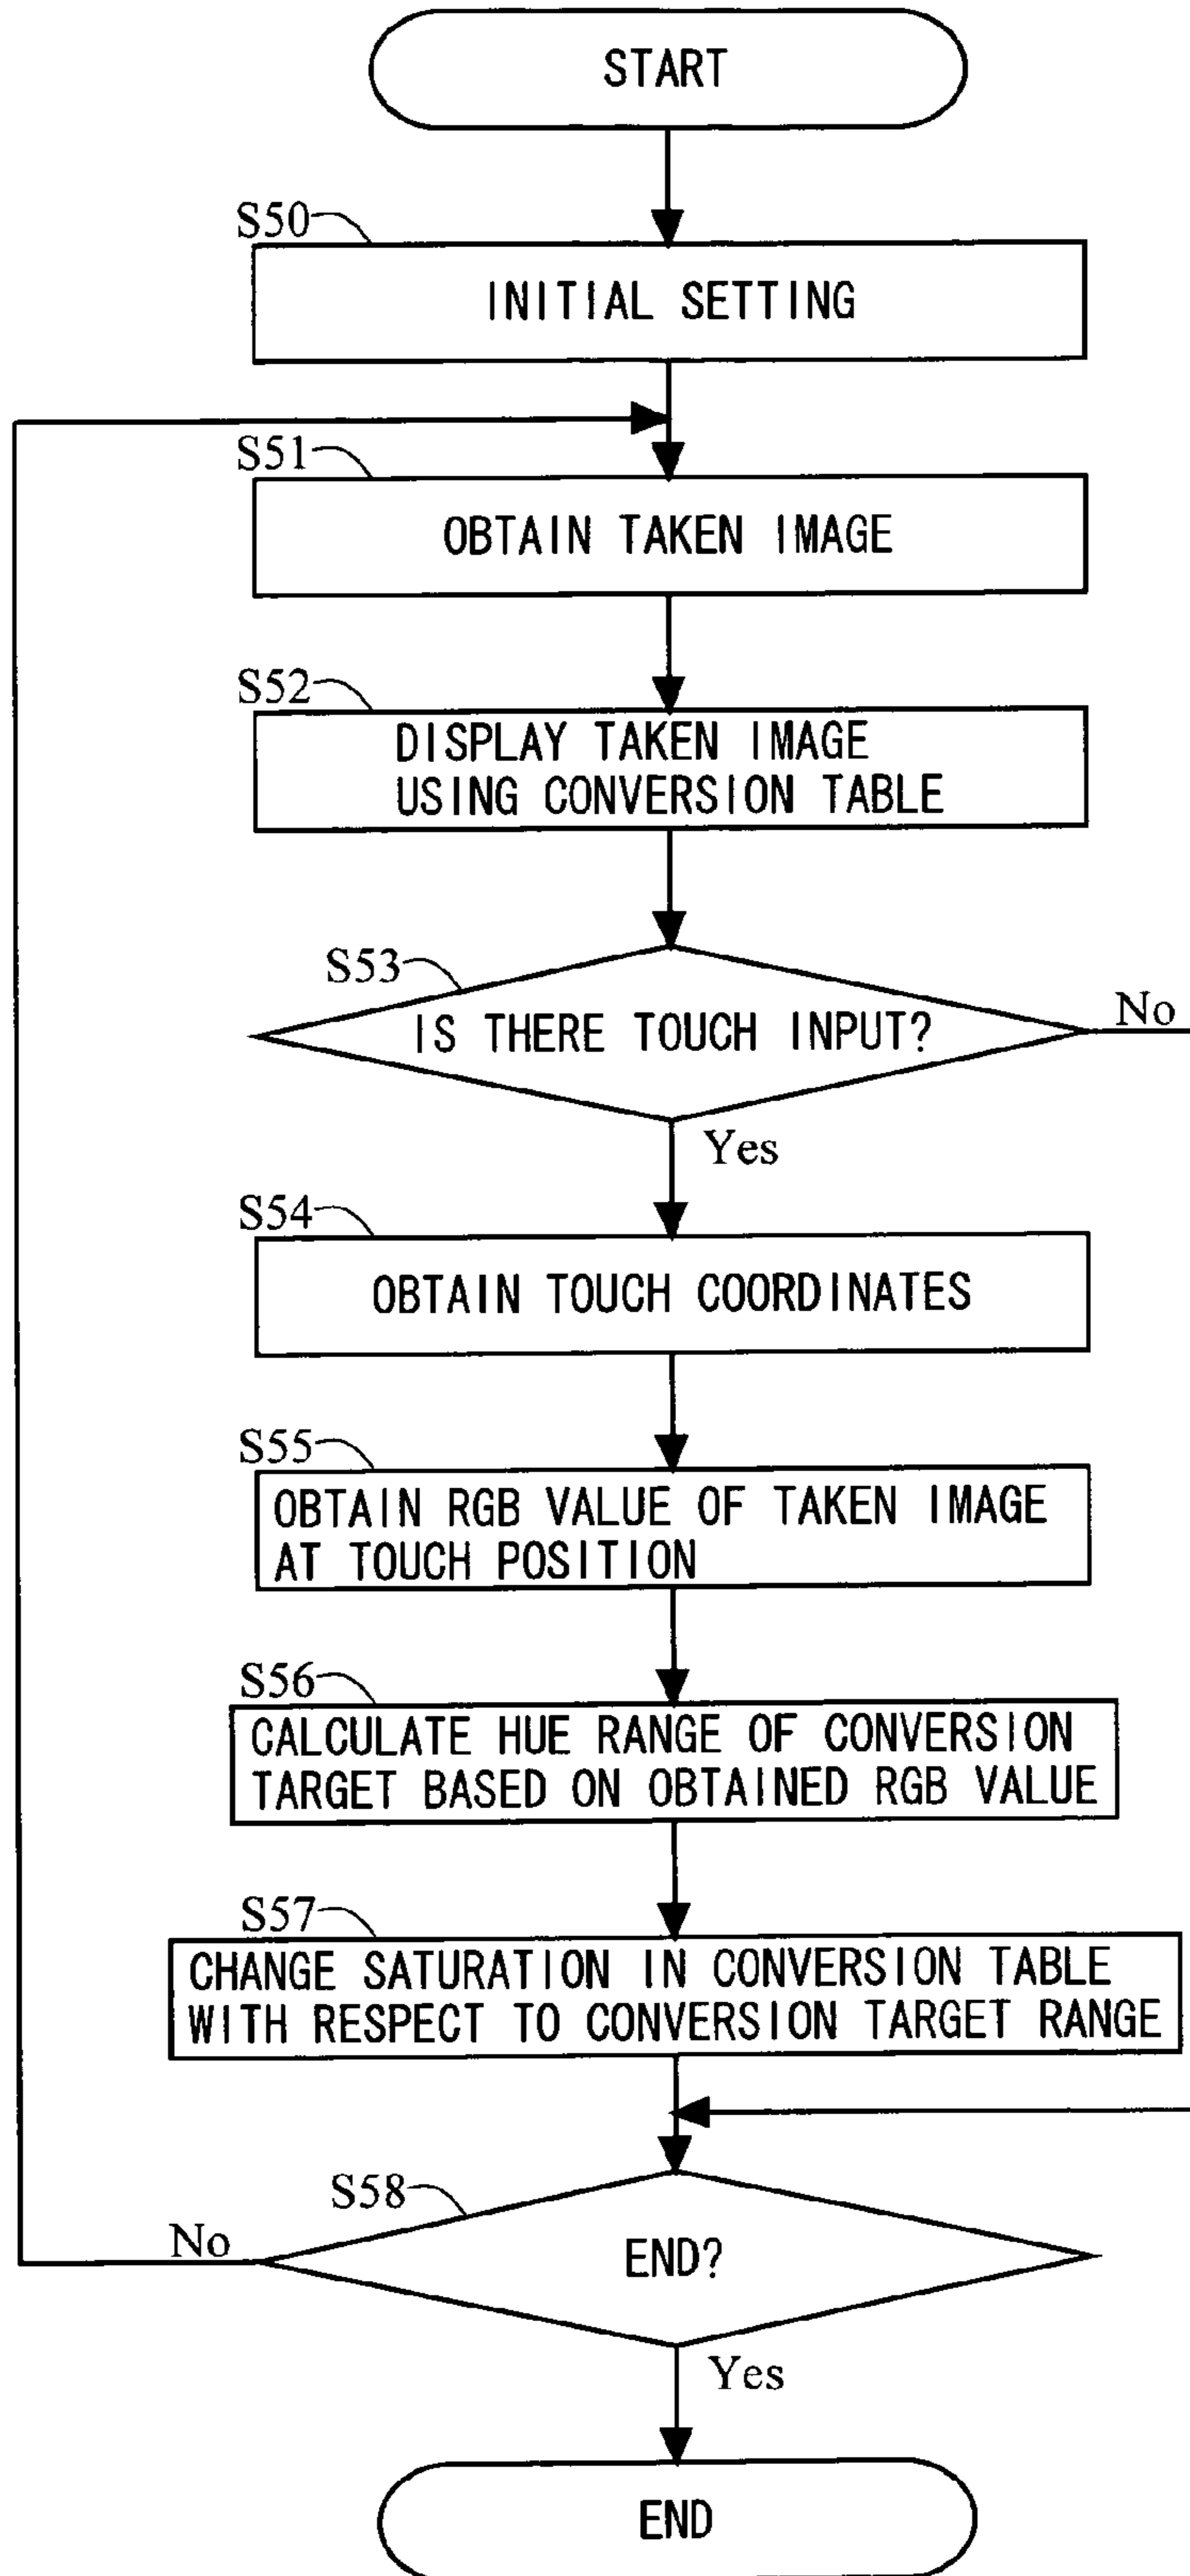 START
S50
INITIAL SETTING
S51
OBTAIN TAKEN IMAGE
S52
DISPLAY TAKEN IMAGE
USING CONVERSION TABLE
S53
IS THERE TOUCH INPUT?
No
Yes
S54
OBTAIN TOUCH COORDINATES
S55
OBTAIN RGB VALUE OF TAKEN IMAGE
AT TOUCH POSITION
S56
CALCULATE HUE RANGE OF CONVERSION
TARGET BASED ON OBTAINED RGB VALUE
S57
CHANGE SATURATION IN CONVERSION TABLE
WITH RESPECT TO CONVERSION TARGET RANGE
S58
No
END?
Yes
END